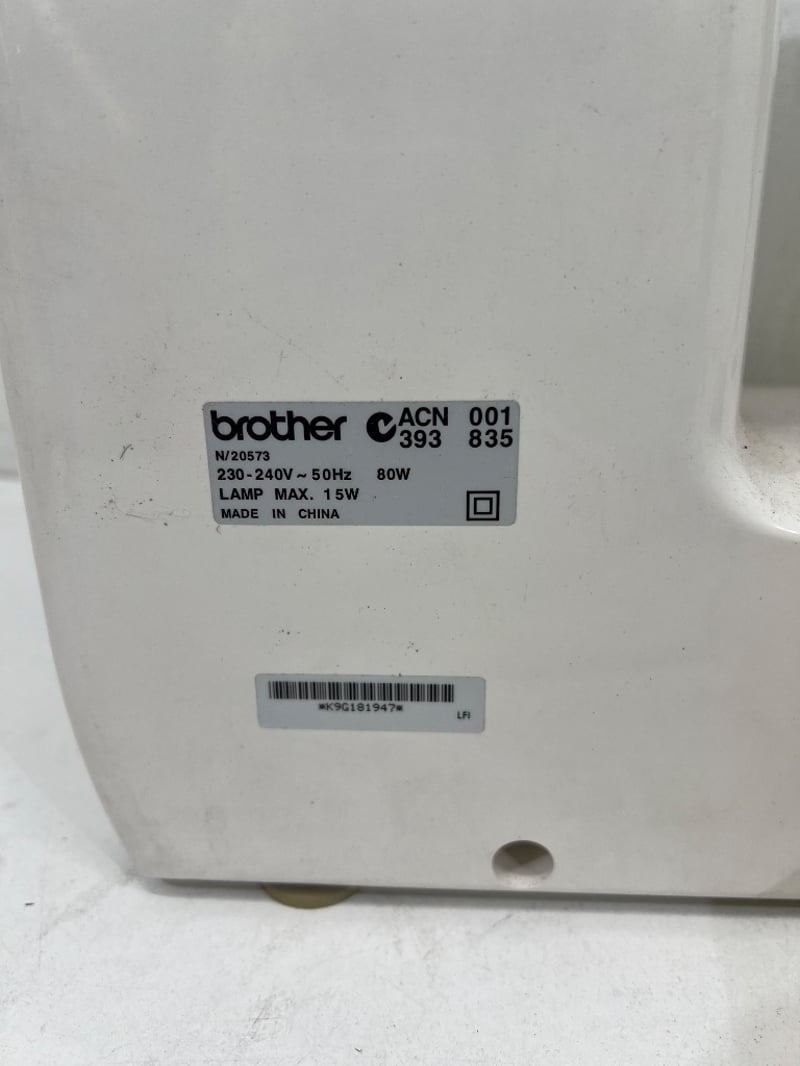 brother ACN 001
393 835
N/20573
230-240V ~ 50Hz 80W
LAMP MAX. 15W
MADE IN CHINA
*K9G181947*
LFI